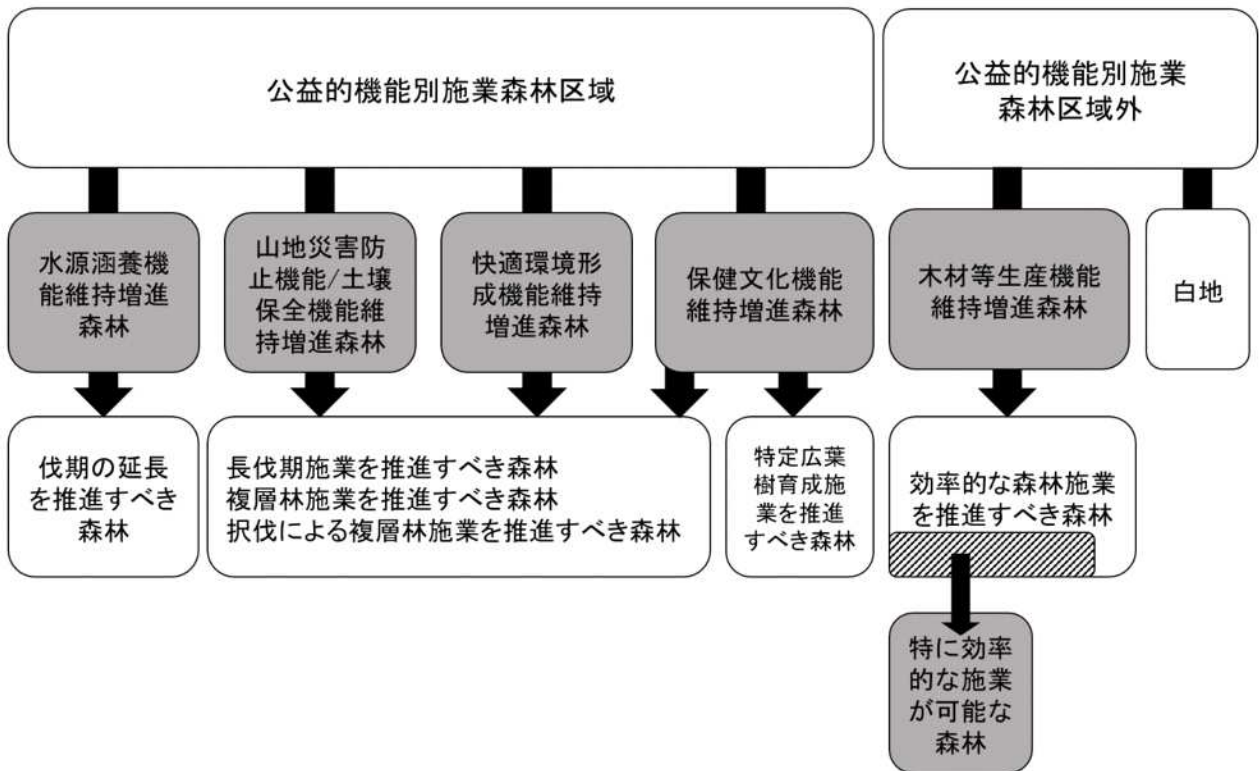 公益的機能別施業森林区域
公益的機能別施業
森林区域外
水源涵養機
能維持増進
森林
山地災害防
止機能/土壌
保全機能維
持増進森林
快適環境形
成機能維持
増進森林
保健文化機能
維持増進森林
木材等生産機能
維持増進森林
白地
伐期の延長
を推進すべき
森林
長伐期施業を推進すべき森林
複層林施業を推進すべき森林
択伐による複層林施業を推進すべき森林
特定広葉
樹育成施
業を推進
すべき森林
効率的な森林施業
を推進すべき森林
特に効率
的な施業
が可能な
森林